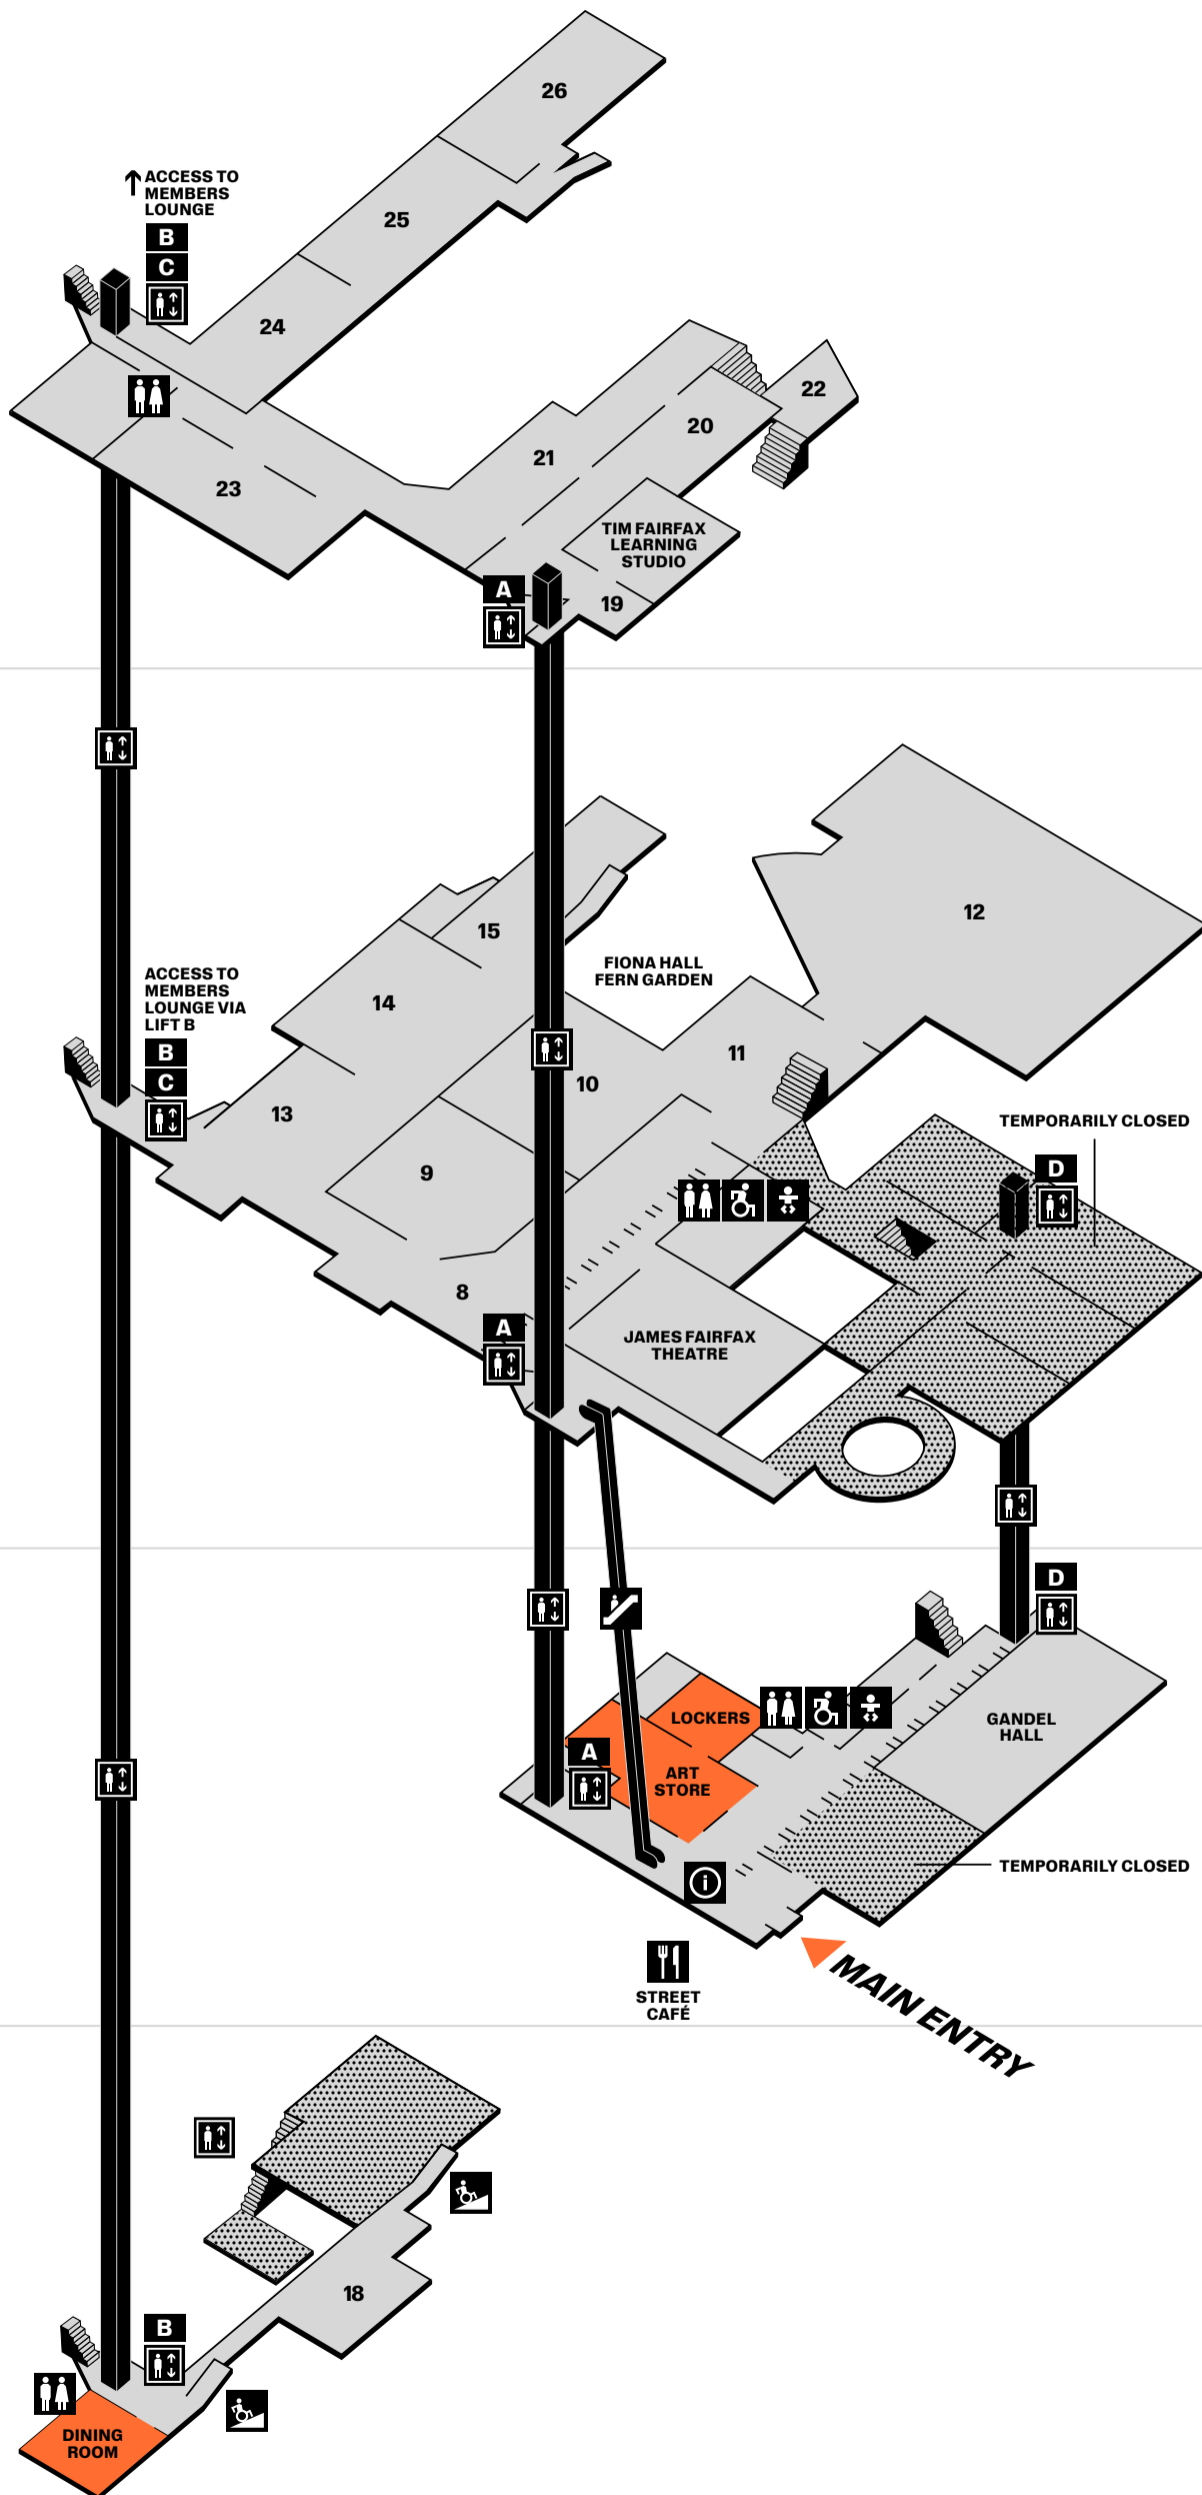 26
↑ ACCESS TO
MEMBERS
LOUNGE
B
C
25
24
22
20
21
23
TIM FAIRFAX
LEARNING
STUDIO
A
19
12
15
FIONA HALL
FERN GARDEN
ACCESS TO
MEMBERS
LOUNGE VIA
LIFT B
B
C
14
11
10
13
TEMPORARILY CLOSED
D
9
8
A
JAMES FAIRFAX
THEATRE
D
LOCKERS
GANDEL
HALL
A
ART
STORE
TEMPORARILY CLOSED
i
STREET
CAFÉ
MAIN ENTRY
18
B
DINING
ROOM